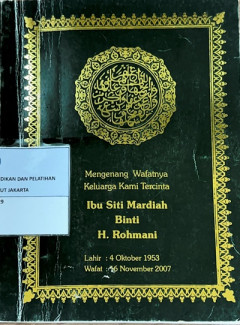 DIKAN DAN PELATIHAN
UT JAKARTA
Mengenang Wafatnya
Keluarga Kami Tercinta
Ibu Siti Mardiah
Binti
H. Rohmani
Lahir : 4 Oktober 1953
Wafat : 16 November 2007